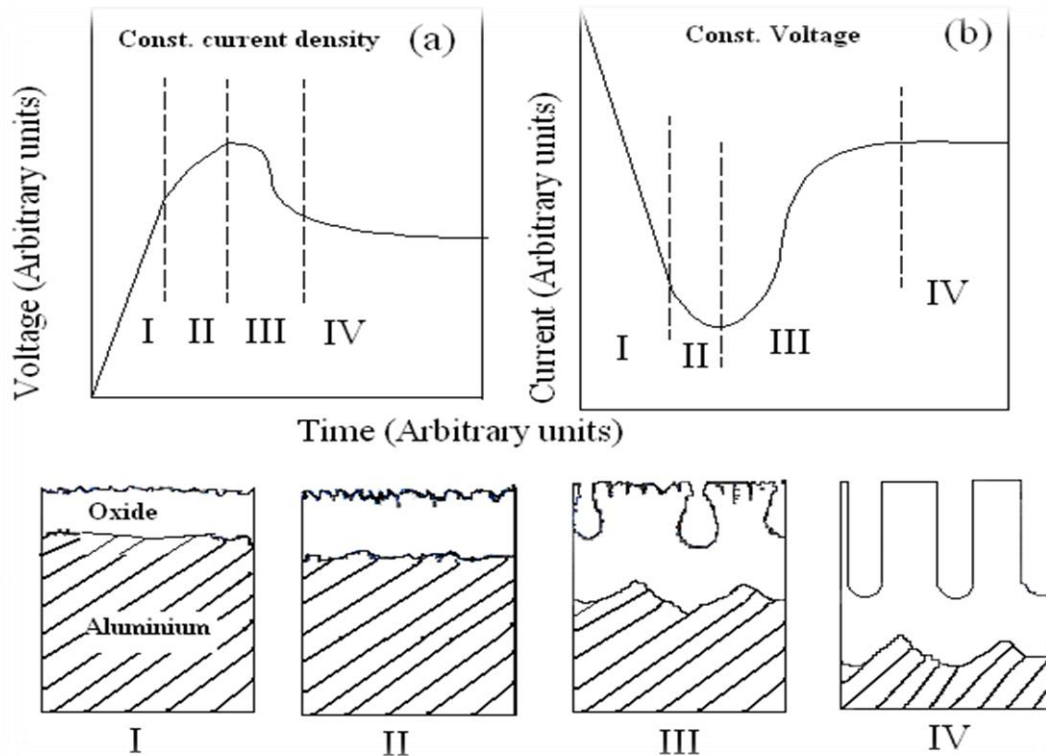 Const. current density (a)
Voltage (Arbitrary units)
I II III IV
Const. Voltage (b)
Current (Arbitrary units)
I II III IV
Time (Arbitrary units)
Oxide
Aluminium
I II III IV